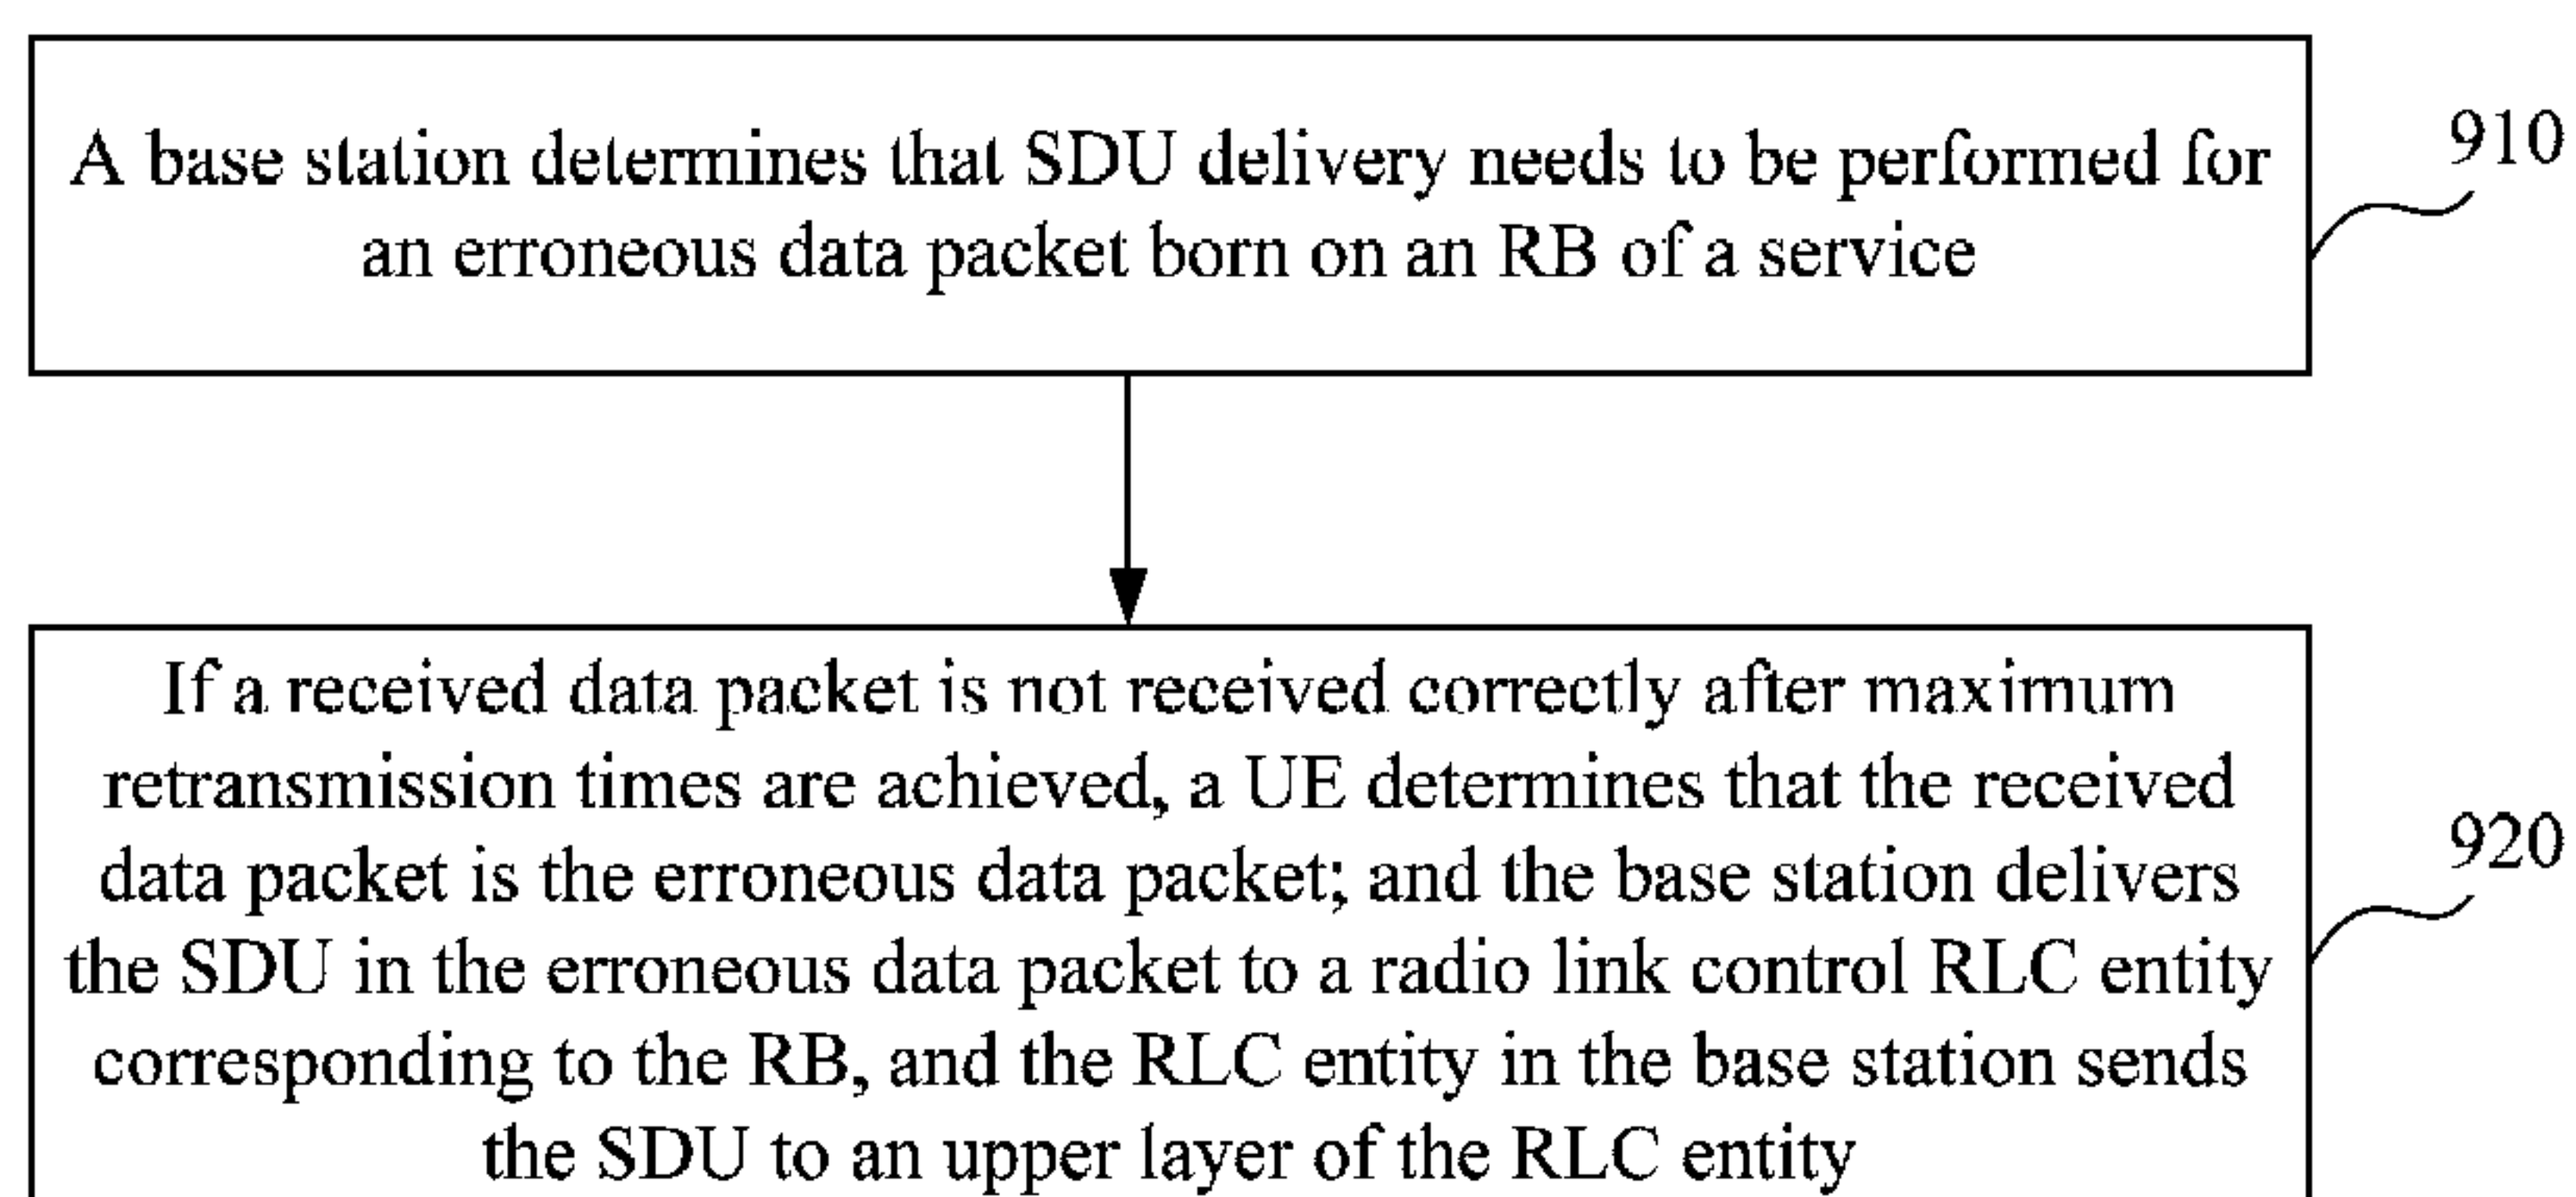 A base station determines that SDU delivery needs to be performed for
an erroneous data packet born on an RB of a service
910
If a received data packet is not received correctly after maximum
retransmission times are achieved, a UE determines that the received
data packet is the erroneous data packet; and the base station delivers
the SDU in the erroneous data packet to a radio link control RLC entity
corresponding to the RB, and the RLC entity in the base station sends
the SDU to an upper layer of the RLC entity
920